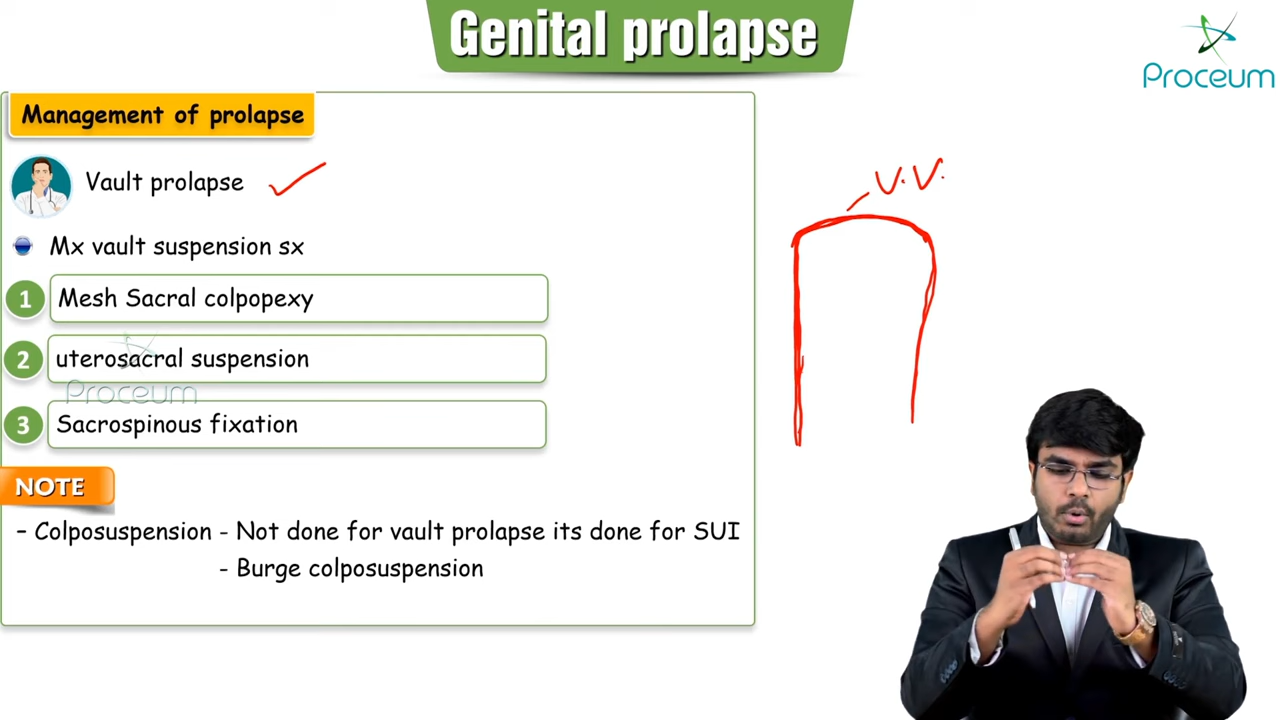 Genital prolapse
Proceum
Management of prolapse
Vault prolapse
V.V.
Mx vault suspension sx
1 Mesh Sacral colpopexy
2 uterosacral suspension
Proceum
3 Sacrospinous fixation
NOTE
– Colposuspension - Not done for vault prolapse its done for SUI
- Burge colposuspension